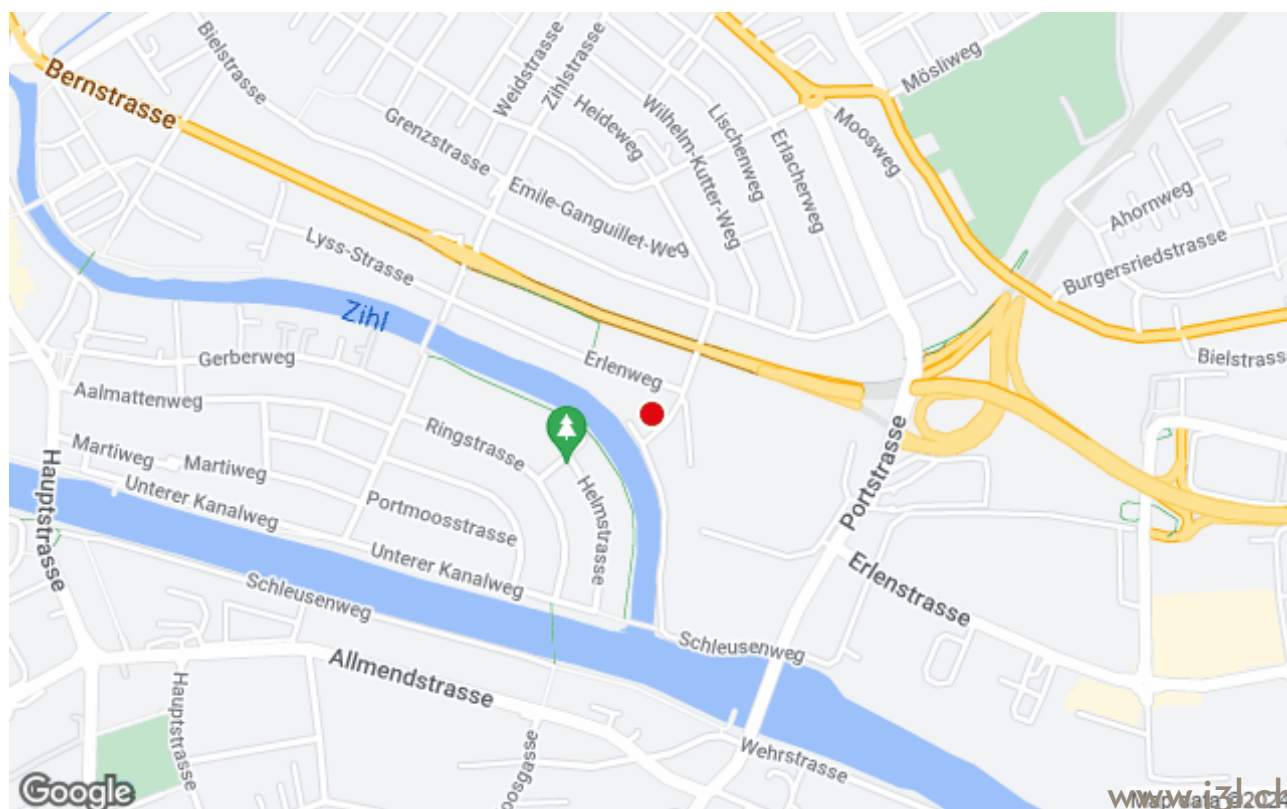 Bielstrasse
Bernstrasse
Grenzstrasse
Weidstrasse
Zihlstrasse
Heideweg
Wilhelm-Kutter-Weg
Lischenweg
Erlacherweg
Moosweg
Mösliweg
Ahornweg
Burgersriedstrasse
Emile-Ganguillet-Weg
Lyss-Strasse
Zihl
Gerberweg
Erlenweg
Bielstrass
Aalmattenweg
Ringstrasse
Martiweg
Martiweg
Hauptstrasse
Unterer Kanalweg
Portmoosstrasse
Helmstrasse
Portstrasse
Unterer Kanalweg
Schleusenweg
Erlenstrasse
Schleusenweg
Allmendstrasse
Hauptstrasse
oosgasse
Wehrstrasse
Google